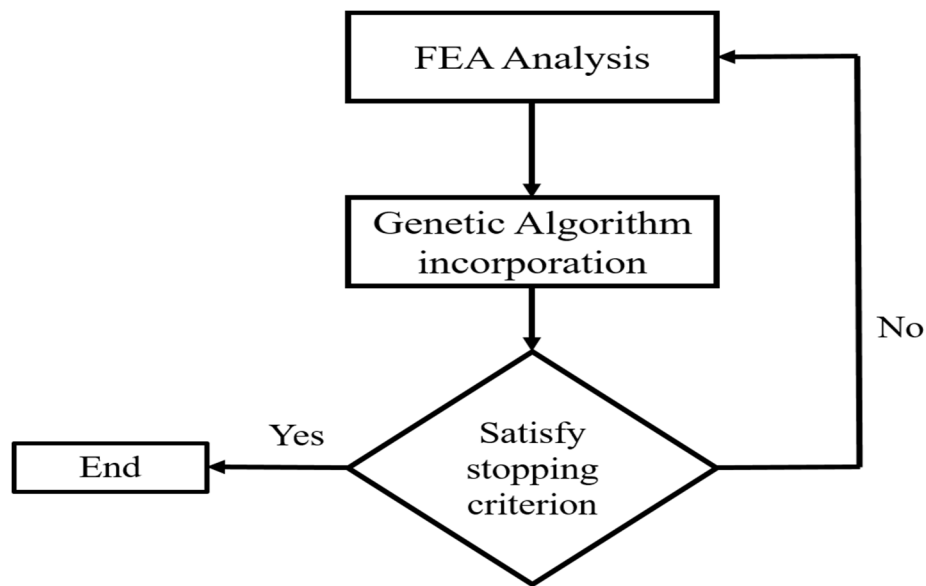 FEA Analysis
Genetic Algorithm
incorporation
No
Yes
Satisfy
stopping
criterion
End